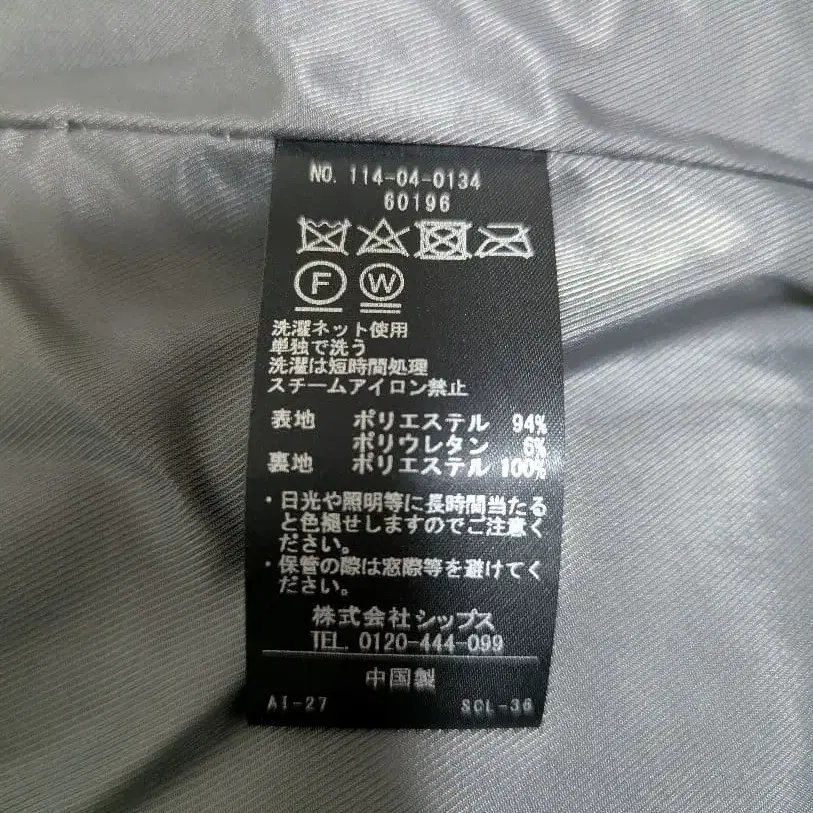 NO. 114-04-0134
60196
F W
洗濯ネット使用
単独で洗う
洗濯は短時間処理
スチームアイロン禁止
表地 ポリエステル 94%
ポリウレタン 6%
裏地 ポリエステル 100%
・日光や照明等に長時間当たる
と色褪せしますのでご注意く
ださい。
・保管の際は窓際等を避けてく
ださい。
株式会社シップス
TEL. 0120-444-099
中国製
AI-27 SCL-36